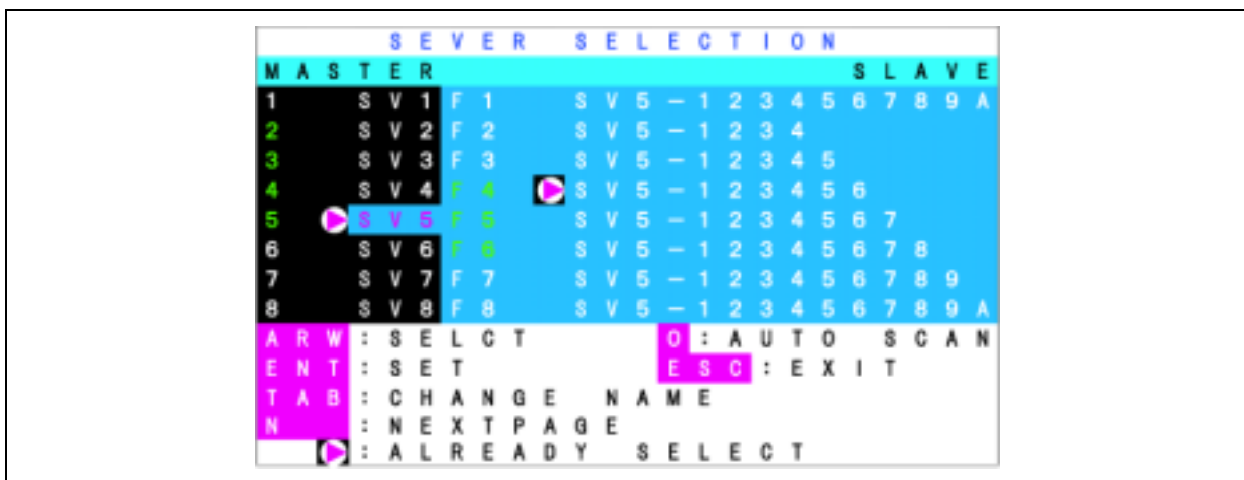 SEVER SELECTION
MASTER SLAVE
1 SV1 F1 SV5-123456789A
2 SV2 F2 SV5-1234
3 SV3 F3 SV5-12345
4 SV4 F4 SV5-123456
5 SV5 F5 SV5-1234567
6 SV6 F6 SV5-12345678
7 SV7 F7 SV5-123456789
8 SV8 F8 SV5-123456789A
ARW:SELCT O:AUTO SCAN
ENT:SET ESC:EXIT
TAB:CHANGE NAME
N :NEXTPAGE
:ALREADY SELECT